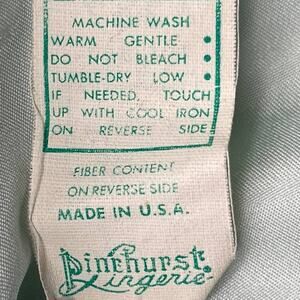 MACHINE WASH
WARM GENTLE •
DO NOT BLEACH •
TUMBLE-DRY LOW •
IF NEEDED, TOUCH
UP WITH COOL IRON
ON REVERSE SIDE
FIBER CONTENT
ON REVERSE SIDE
MADE IN U.S.A.
Pinehurst
Lingerie